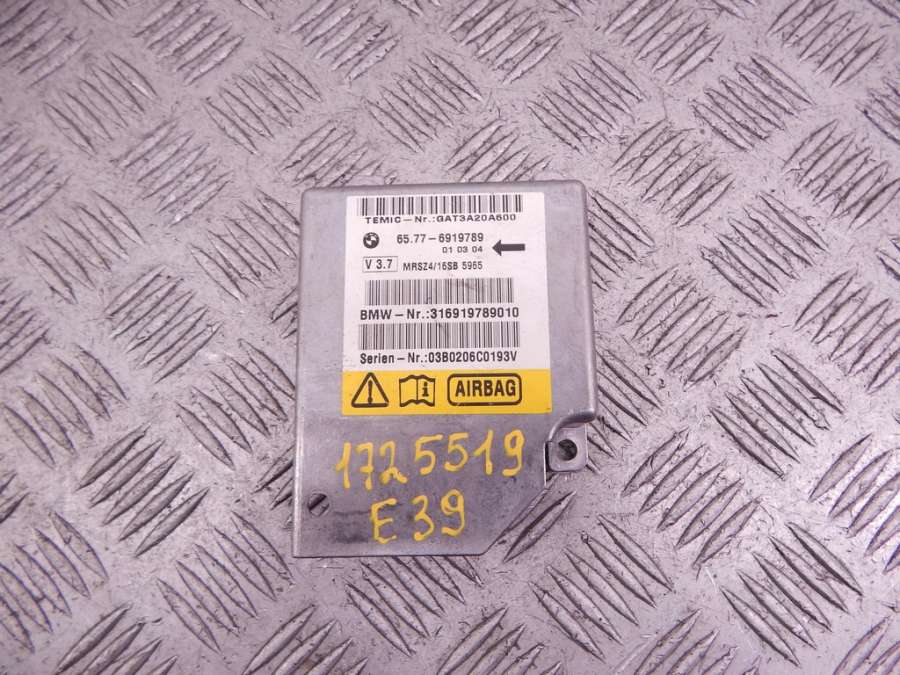 TEMIC-Nr.:GAT3A20A600
65.77-6919789
01 03 04
V 3.7 MRSZ4/16SB 5965
BMW-Nr.:316919789010
Serien-Nr.:03B0206C0193V
AIRBAG
1725519
E39